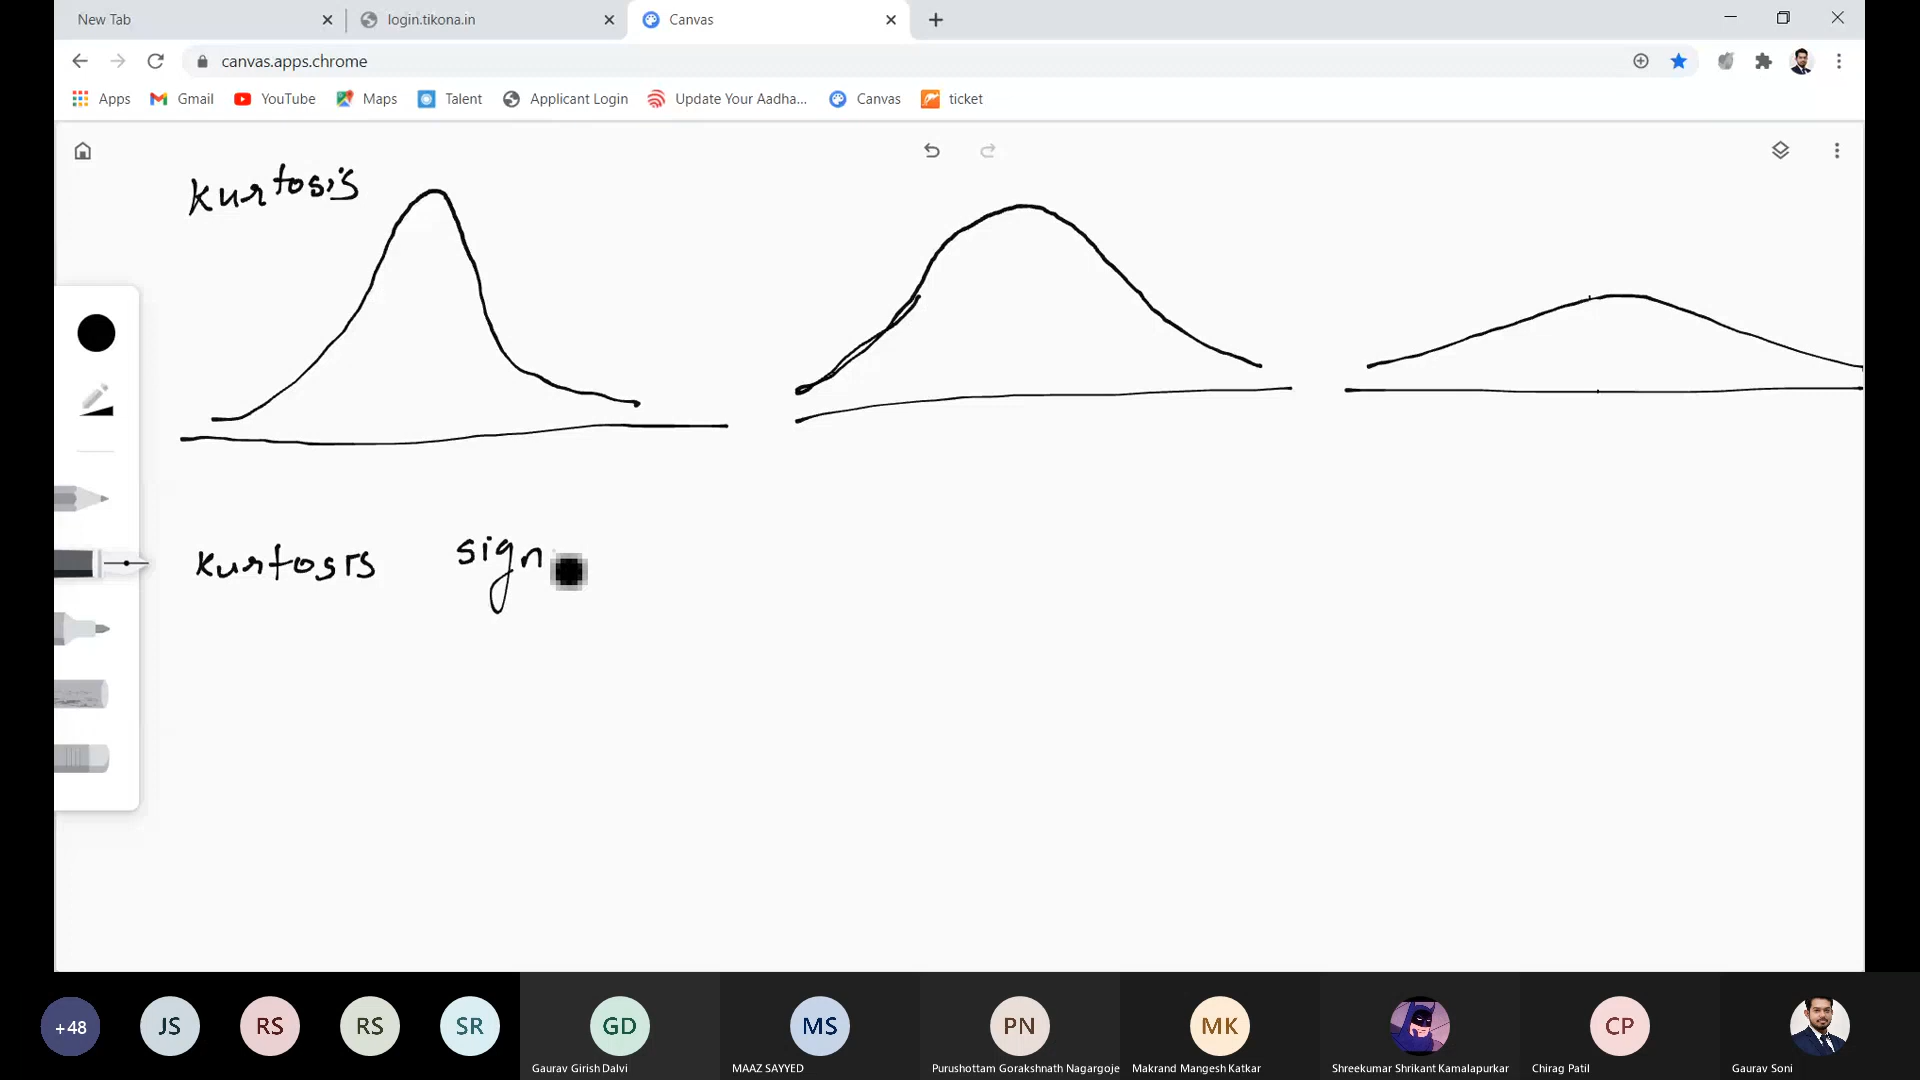 New Tab
login.tikona.in
Canvas
canvas.apps.chrome
Apps
Gmail
YouTube
Maps
Talent
Applicant Login
Update Your Aadha...
Canvas
ticket
kurtosis
kurtosis sign
+48
JS
RS
RS
SR
GD
MS
PN
MK
CP
Gaurav Girish Dalvi
MAAZ SAYYED
Purushottam Gorakshnath Nagargoje
Makrand Mangesh Katkar
Shreekumar Shrikant Kamalapurkar
Chirag Patil
Gaurav Soni